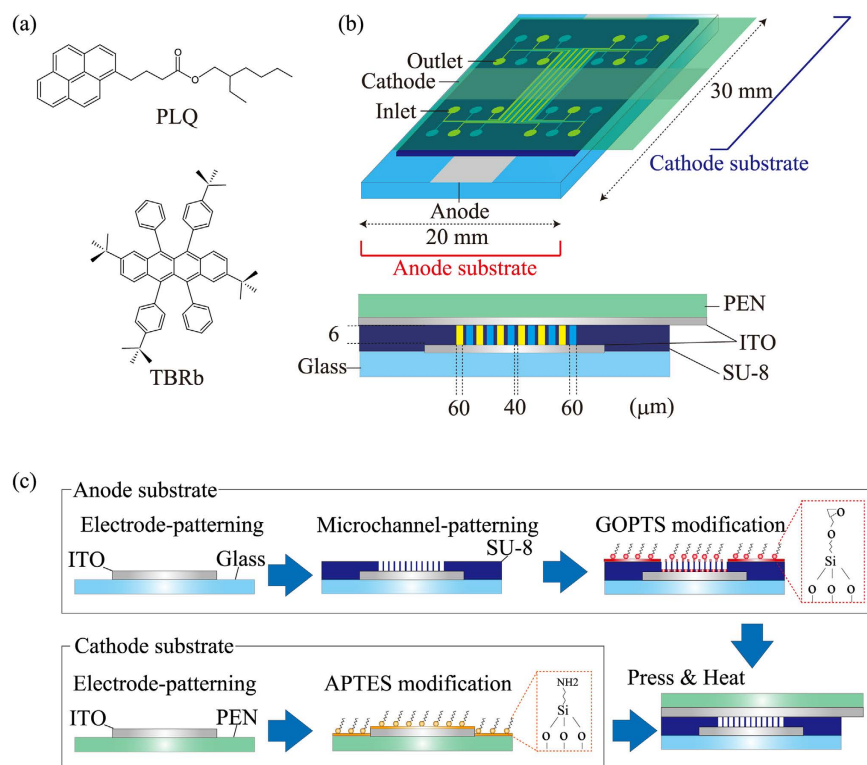 (a)
O
O
PLQ
TBRb
(b)
Outlet
Cathode
Inlet
30 mm
Cathode substrate
Anode
20 mm
Anode substrate
PEN
6
ITO
Glass
SU-8
60 40 60 (μm)
(c)
Anode substrate
Electrode-patterning
ITO Glass
Microchannel-patterning
SU-8
GOPTS modification
O
O
Si
O O O
Cathode substrate
Electrode-patterning
ITO PEN
APTES modification
NH2
Si
O O O
Press & Heat